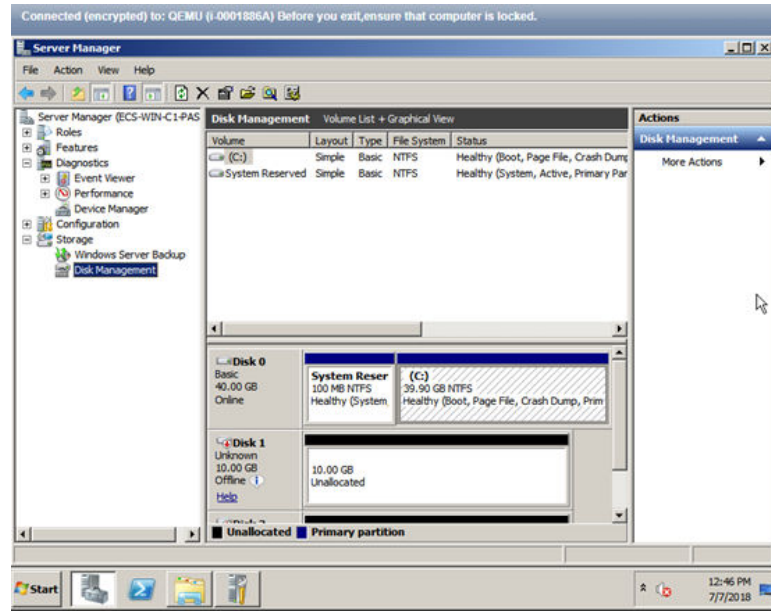 Connected (encrypted) to: QEMU (i-0001886A) Before you exit,ensure that computer is locked.
Server Manager
File Action View Help
Server Manager (ECS-WIN-C1-PAS
Roles
Features
Diagnostics
Event Viewer
Performance
Device Manager
Configuration
Storage
Windows Server Backup
Disk Management
Disk Management Volume List + Graphical View
Volume Layout Type File System Status
(C:) Simple Basic NTFS Healthy (Boot, Page File, Crash Dump
System Reserved Simple Basic NTFS Healthy (System, Active, Primary Par
Disk 0
Basic
40.00 GB
Online
System Reser
100 MB NTFS
Healthy (System,
(C:)
39.90 GB NTFS
Healthy (Boot, Page File, Crash Dump, Prim
Disk 1
Unknown
10.00 GB
Offline
Help
10.00 GB
Unallocated
Unallocated Primary partition
Actions
Disk Management
More Actions
Start
12:46 PM
7/7/2018